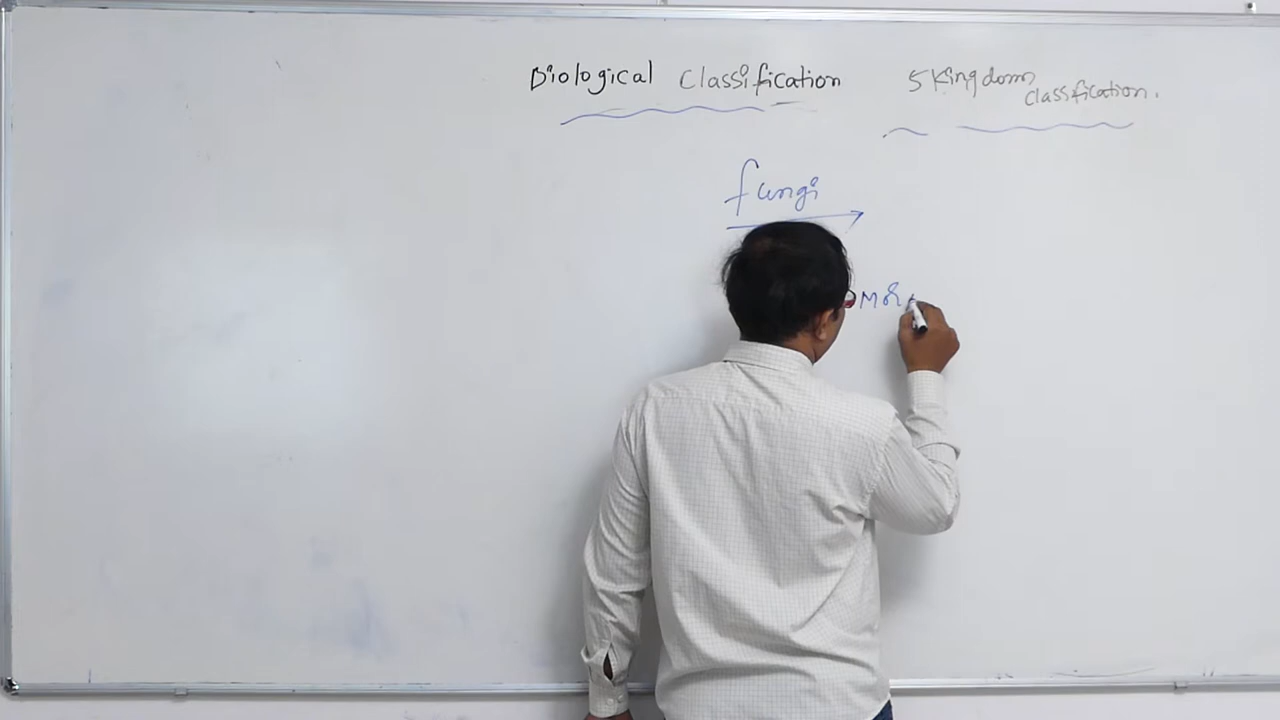 Biological Classification
5 Kingdom
classification.
fungi